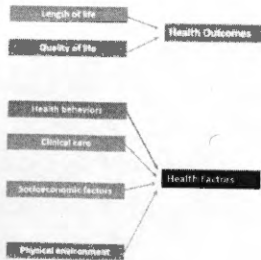 Length of life
Health Outcomes
Quality of life
Health behaviors
Clinical care
Health Factors
Socioeconomic factors
Physical environment